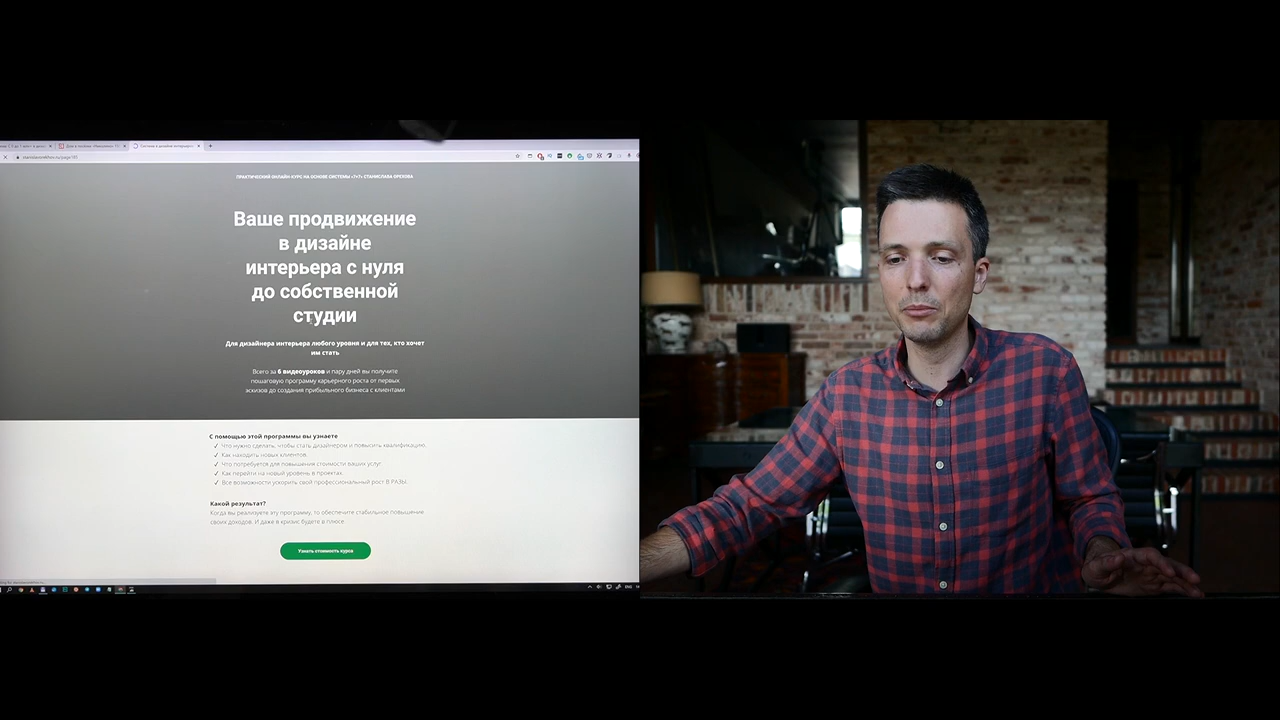 ПРАКТИЧЕСКИЙ ОНЛАЙН-КУРС НА ОСНОВЕ СИСТЕМЫ «7+7» СТАНИСЛАВА ОРЕХОВА
Ваше продвижение
в дизайне
интерьера с нуля
до собственной
студии
Для дизайнера интерьера любого уровня и для тех, кто хочет
им стать
Всего за 6 видеоуроков и пару дней вы получите
пошаговую программу карьерного роста от первых
эскизов до создания прибыльного бизнеса с клиентами
С помощью этой программы вы узнаете
✓ Что нужно сделать, чтобы стать дизайнером и повысить квалификацию.
✓ Как находить новых клиентов.
✓ Что потребуется для повышения стоимости ваших услуг.
✓ Как перейти на новый уровень в проектах.
✓ Все возможности ускорить свой профессиональный рост В РАЗЫ.
Какой результат?
Когда вы реализуете эту программу, то обеспечите стабильное повышение
своих доходов. И даже в кризис будете в плюсе.
Узнать стоимость курса
ENG